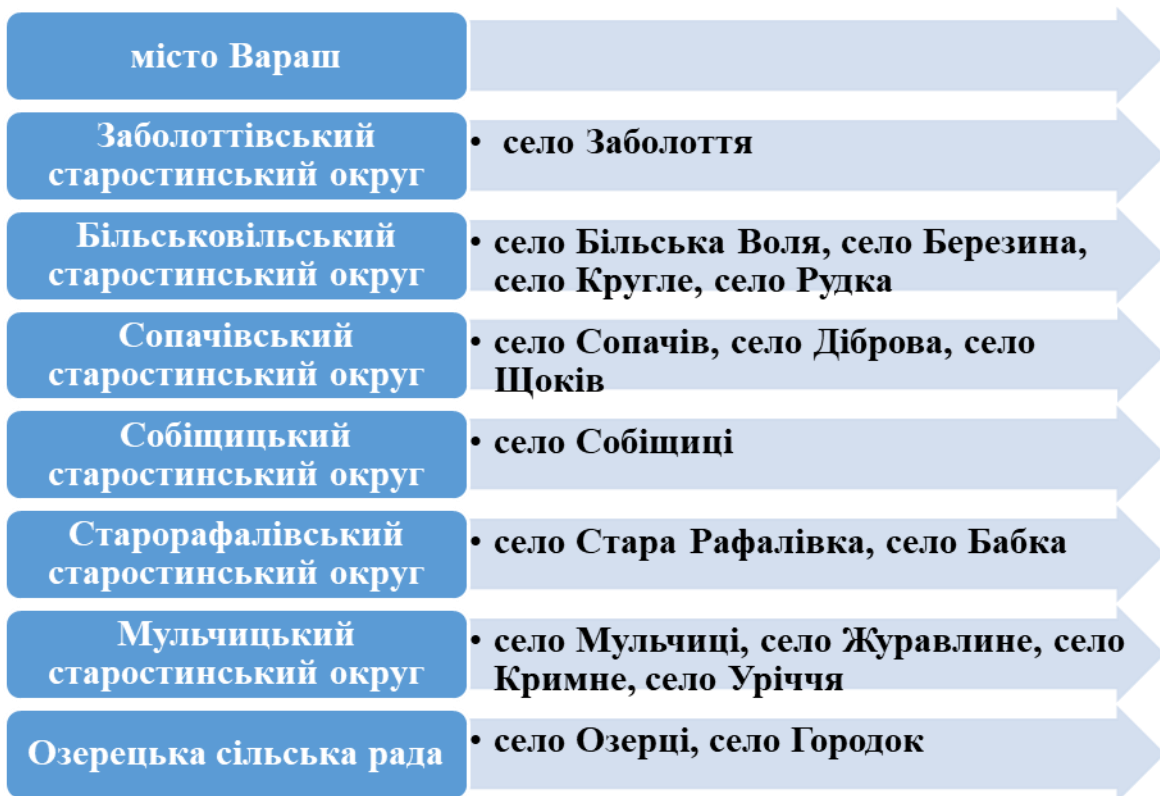 місто Вараш
Заболоттівський
старостинський округ
• село Заболоття
Більськовільський
старостинський округ
• село Більська Воля, село Березина,
село Кругле, село Рудка
Сопачівський
старостинський округ
• село Сопачів, село Діброва, село
Щоків
Собіщицький
старостинський округ
• село Собіщиці
Старорафалівський
старостинський округ
• село Стара Рафалівка, село Бабка
Мульчицький
старостинський округ
• село Мульчиці, село Журавлине, село
Кримне, село Уріччя
Озерецька сільська рада
• село Озерці, село Городок